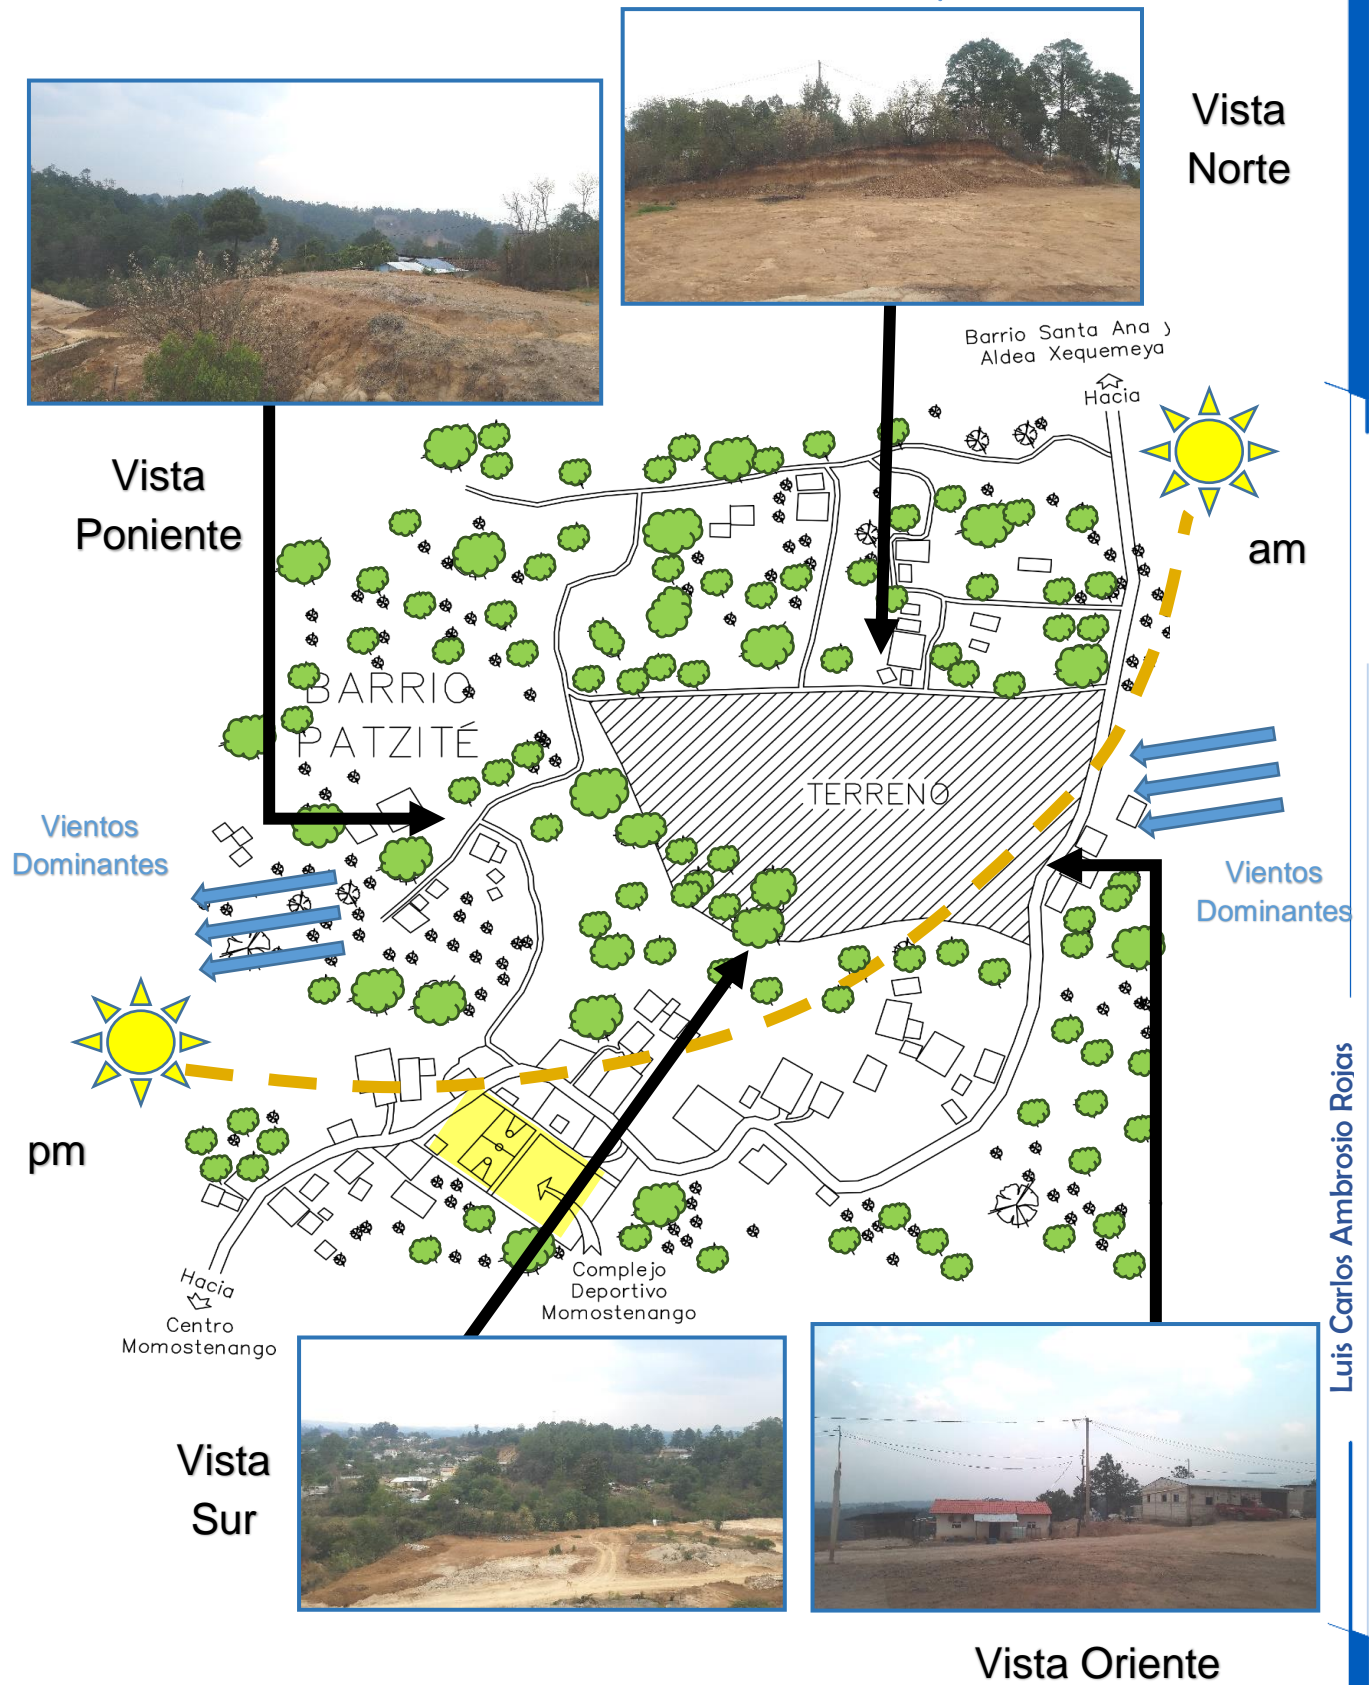 Vista
Norte
Barrio Santa Ana y
Aldea Xequemeya
Hacia
Vista
Poniente
am
BARRIO
PATZITÉ
TERRENO
Vientos
Dominantes
Vientos
Dominantes
pm
Luis Carlos Ambrosio Rojas
Hacia
Centro
Momostenango
Complejo
Deportivo
Momostenango
Vista
Sur
Vista Oriente